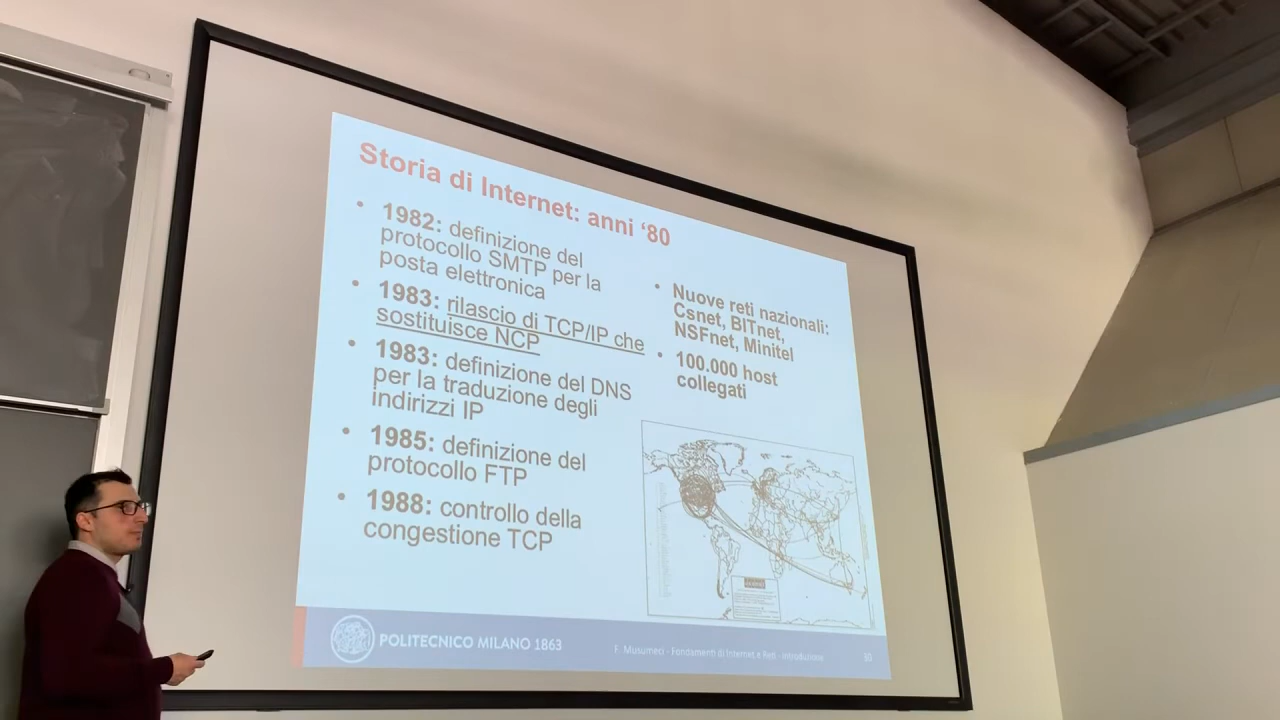 Storia di Internet: anni ‘80
• 1982: definizione del
protocollo SMTP per la
posta elettronica
• 1983: rilascio di TCP/IP che
sostituisce NCP
• 1983: definizione del DNS
per la traduzione degli
indirizzi IP
• 1985: definizione del
protocollo FTP
• 1988: controllo della
congestione TCP
• Nuove reti nazionali:
Csnet, BITnet,
NSFnet, Minitel
• 100.000 host
collegati
POLITECNICO MILANO 1863
F. Musumeci - Fondamenti di Internet e Reti - Introduzione
30